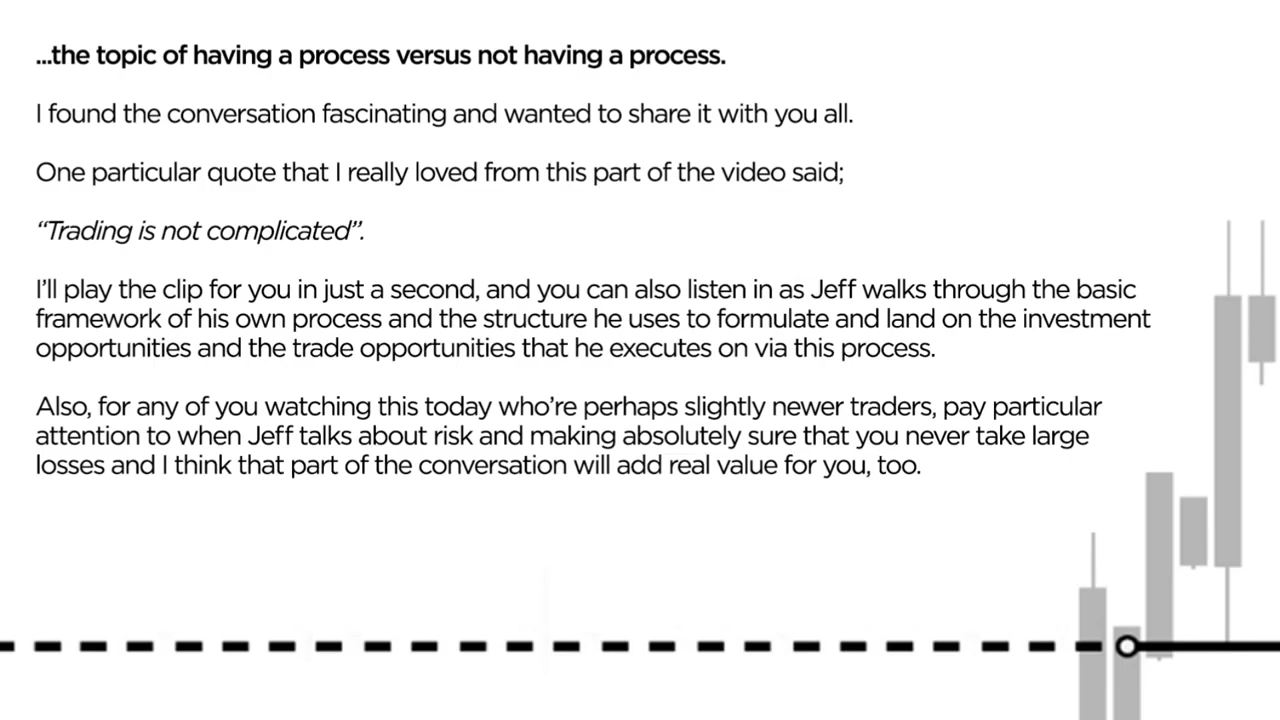 ...the topic of having a process versus not having a process.
I found the conversation fascinating and wanted to share it with you all.
One particular quote that I really loved from this part of the video said;
“Trading is not complicated”.
I’ll play the clip for you in just a second, and you can also listen in as Jeff walks through the basic
framework of his own process and the structure he uses to formulate and land on the investment
opportunities and the trade opportunities that he executes on via this process.
Also, for any of you watching this today who’re perhaps slightly newer traders, pay particular
attention to when Jeff talks about risk and making absolutely sure that you never take large
losses and I think that part of the conversation will add real value for you, too.